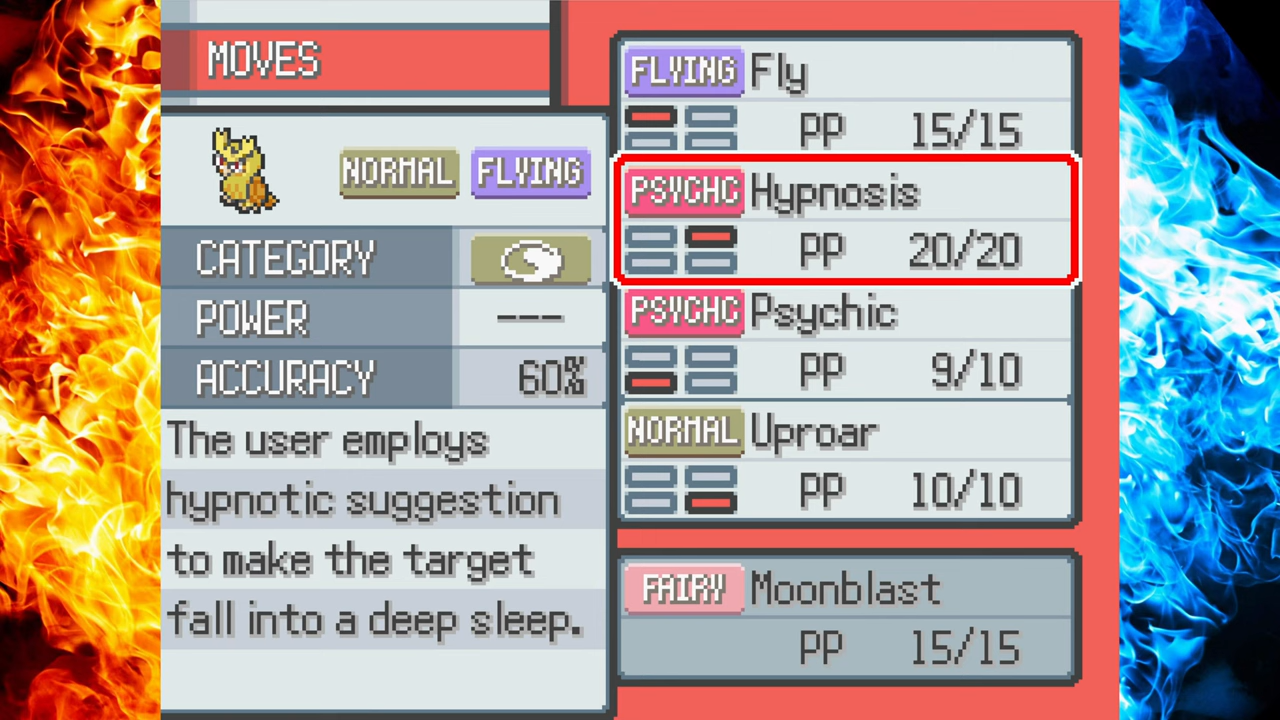 MOVES
NORMAL FLYING
CATEGORY
POWER ---
ACCURACY 60%
The user employs
hypnotic suggestion
to make the target
fall into a deep sleep.
FLYING Fly
PP 15/15
PSYCHC Hypnosis
PP 20/20
PSYCHC Psychic
PP 9/10
NORMAL Uproar
PP 10/10
FAIRY Moonblast
PP 15/15